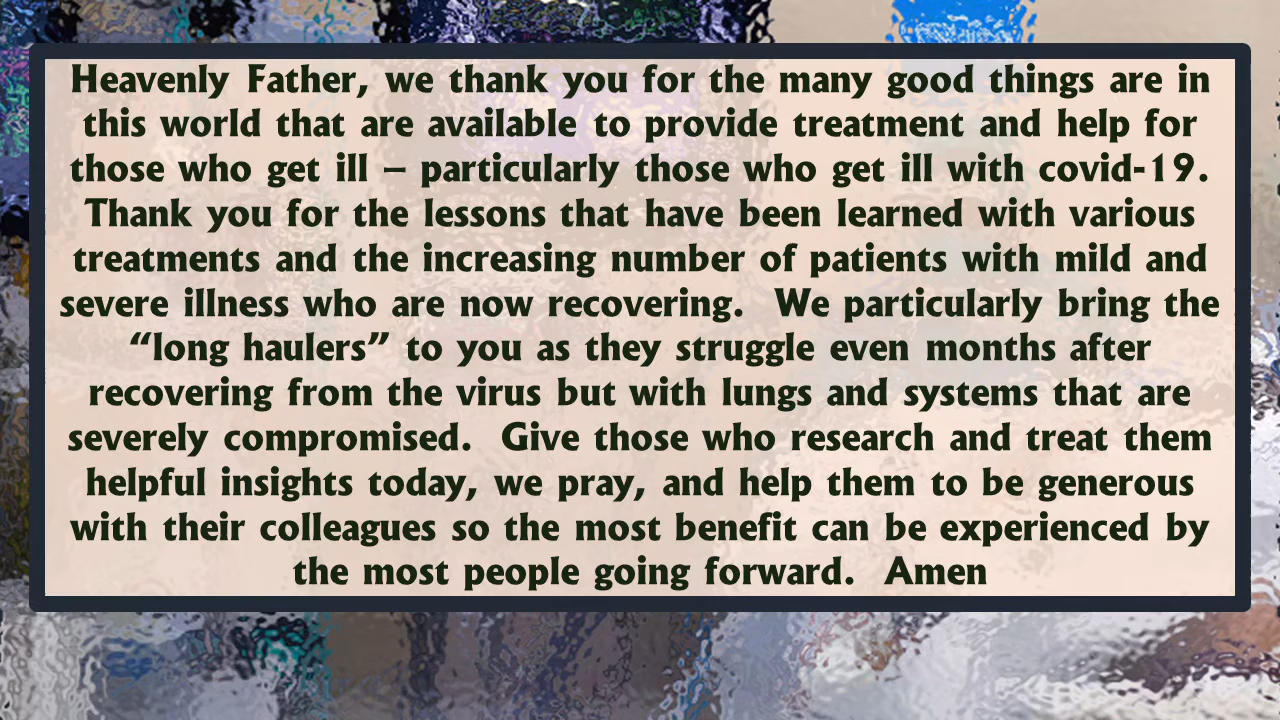 Heavenly Father, we thank you for the many good things are in
this world that are available to provide treatment and help for
those who get ill – particularly those who get ill with covid-19.
Thank you for the lessons that have been learned with various
treatments and the increasing number of patients with mild and
severe illness who are now recovering.  We particularly bring the
“long haulers” to you as they struggle even months after
recovering from the virus but with lungs and systems that are
severely compromised.  Give those who research and treat them
helpful insights today, we pray, and help them to be generous
with their colleagues so the most benefit can be experienced by
the most people going forward.  Amen